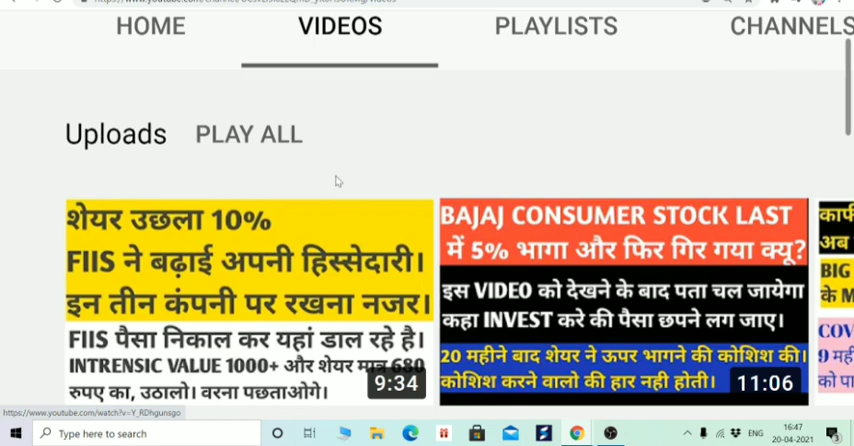 HOME VIDEOS PLAYLISTS CHANNELS
Uploads PLAY ALL
शेयर उछला 10%
FIIS ने बढ़ाई अपनी हिस्सेदारी।
इन तीन कंपनी पर रखना नजर।
FIIS पैसा निकाल कर यहां डाल रहे है।
INTRENSIC VALUE 1000+ और शेयर मात्र 680
रुपए का, उठालो। वरना पछताओगे।
9:34
BAJAJ CONSUMER STOCK LAST
में 5% भागा और फिर गिर गया क्यू?
इस VIDEO को देखने के बाद पता चल जायेगा
कहा INVEST करे की पैसा छपने लग जाए।
20 महीने बाद शेयर ने ऊपर भागने की कोशिश की।
कोशिश करने वालो की हार नही होती।
11:06
अब
BIG
के
COV
9
को
https://www.youtube.com/watch?v=Y_RDhgunsgo
Type here to search
ENG
16:47
20-04-2021